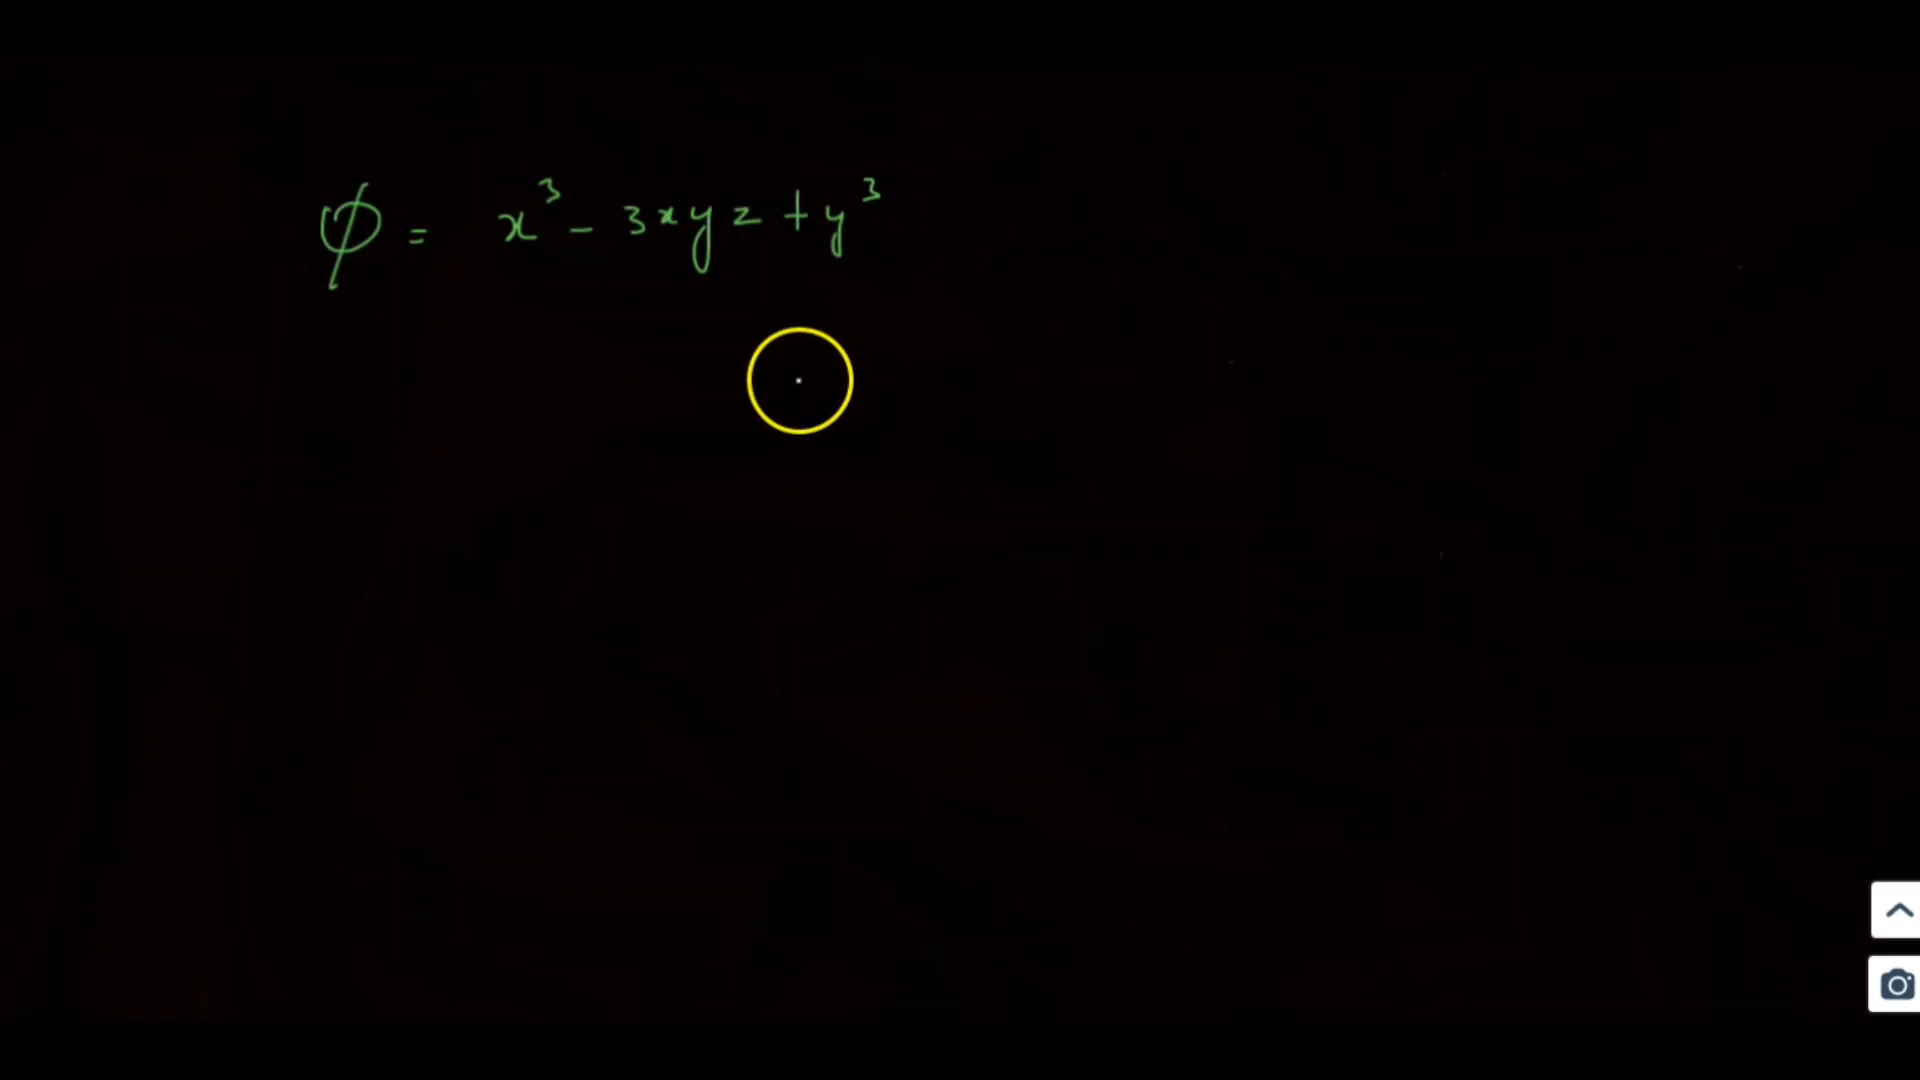 φ = x³ - 3xyz + y³